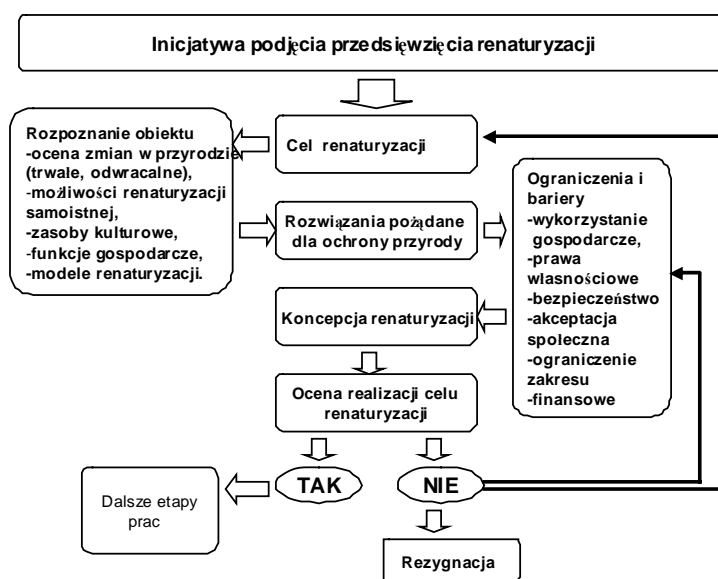 Inicjatywa podjęcia przedsięwzięcia renaturyzacji
Cel renaturyzacji
Rozpoznanie obiektu
-ocena zmian w przyrodzie
(trwałe, odwracalne),
-możliwości renaturyzacji
samoistnej,
-zasoby kulturowe,
-funkcje gospodarcze,
-modele renaturyzacji.
Rozwiązania pożądane
dla ochrony przyrody
Ograniczenia i
bariery
-wykorzystanie
gospodarcze,
-prawa
własnościowe
-bezpieczeństwo
-akceptacja
społeczna
-ograniczenie
zakresu
-finansowe
Koncepcja renaturyzacji
Ocena realizacji celu
renaturyzacji
TAK
NIE
Dalsze etapy
prac
Rezygnacja